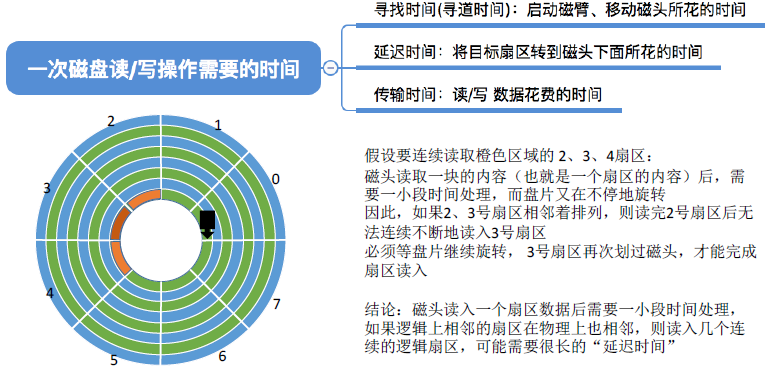 寻找时间(寻道时间)：启动磁臂、移动磁头所花的时间
一次磁盘读/写操作需要的时间
延迟时间：将目标扇区转到磁头下面所花的时间
传输时间：读/写 数据花费的时间
2
1
3
0
4
7
5
6
假设要连续读取橙色区域的 2、3、4扇区：
磁头读取一块的内容（也就是一个扇区的内容）后，需
要一小段时间处理，而盘片又在不停地旋转
因此，如果2、3号扇区相邻着排列，则读完2号扇区后无
法连续不断地读入3号扇区
必须等盘片继续旋转， 3号扇区再次划过磁头，才能完成
扇区读入
结论：磁头读入一个扇区数据后需要一小段时间处理，
如果逻辑上相邻的扇区在物理上也相邻，则读入几个连
续的逻辑扇区，可能需要很长的“延迟时间”